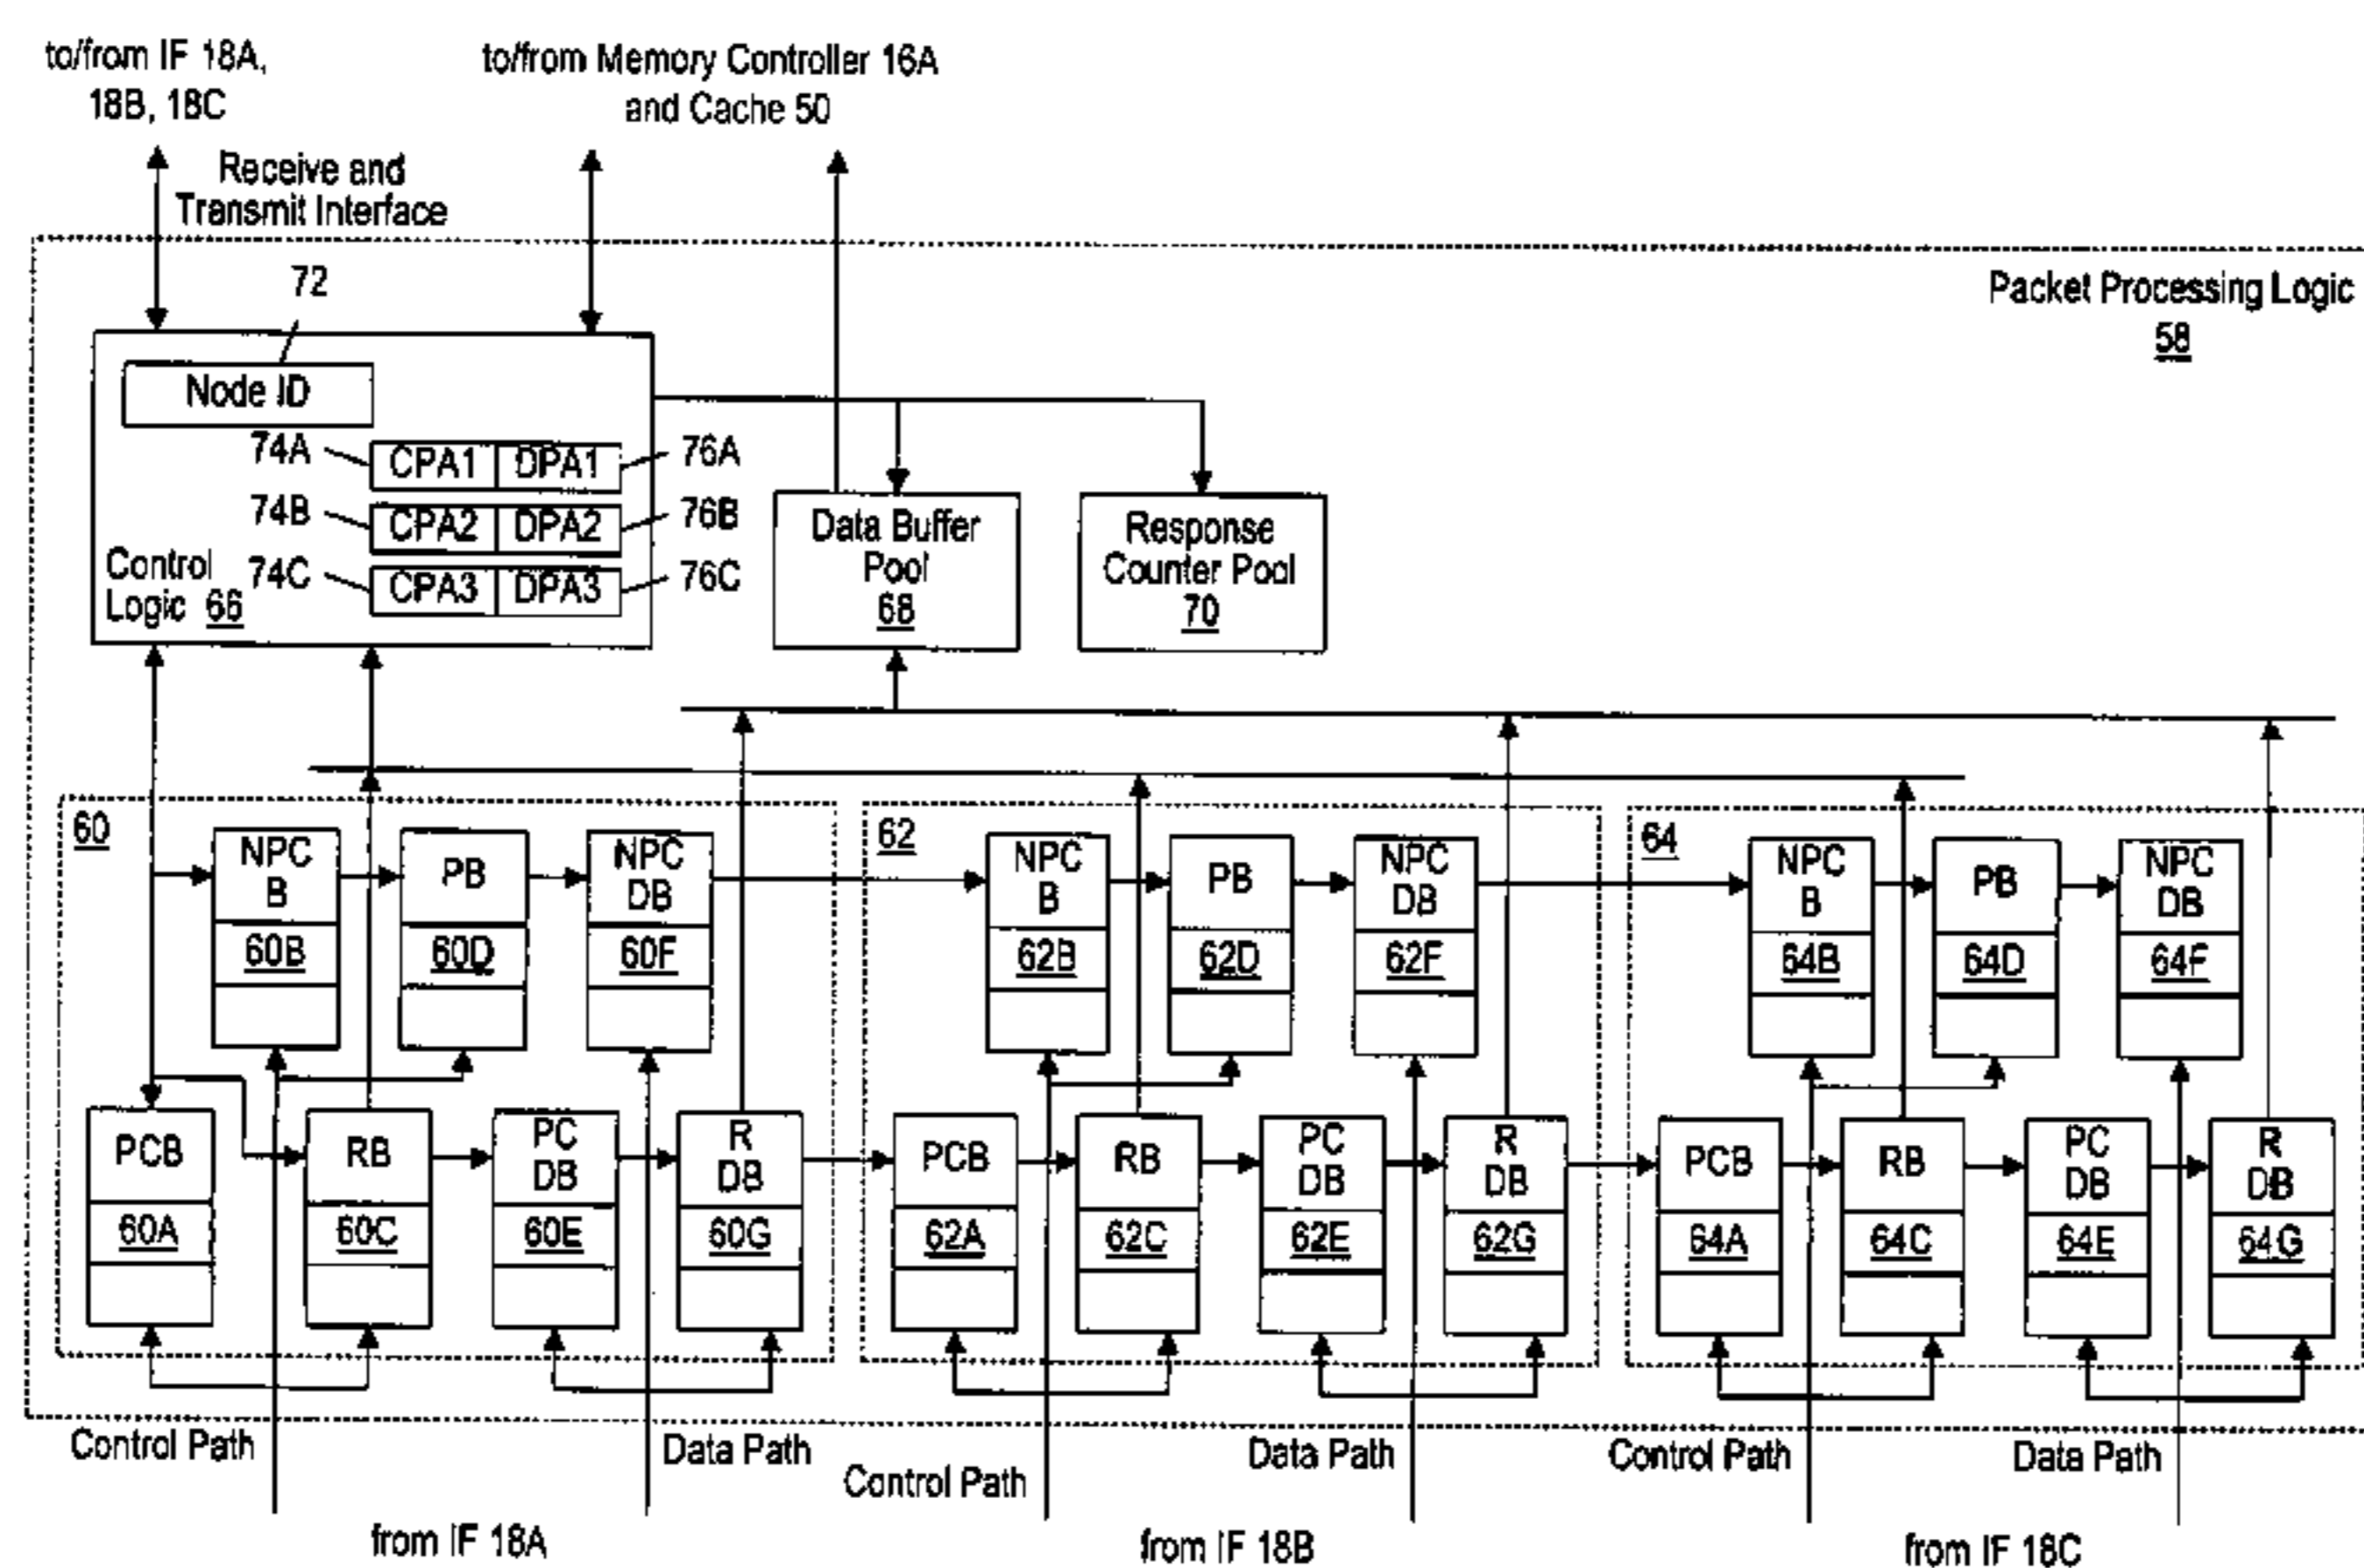 to/from IF 18A,
18B, 18C
to/from Memory Controller 16A
and Cache 50
Receive and
Transmit Interface
Packet Processing Logic
58
72
Node ID
74A
CPA1
DPA1
76A
74B
CPA2
DPA2
76B
74C
CPA3
DPA3
76C
Control
Logic 66
Data Buffer
Pool
68
Response
Counter Pool
70
60
NPC
B
60B
PB
60D
NPC
DB
60F
PCB
60A
RB
60C
PC
DB
60E
R
DB
60G
62
NPC
B
62B
PB
62D
NPC
DB
62F
PCB
62A
RB
62C
PC
DB
62E
R
DB
62G
64
NPC
B
64B
PB
64D
NPC
DB
64F
PCB
64A
RB
64C
PC
DB
64E
R
DB
64G
Control Path
Data Path
Control Path
Data Path
Control Path
Data Path
from IF 18A
from IF 18B
from IF 18C